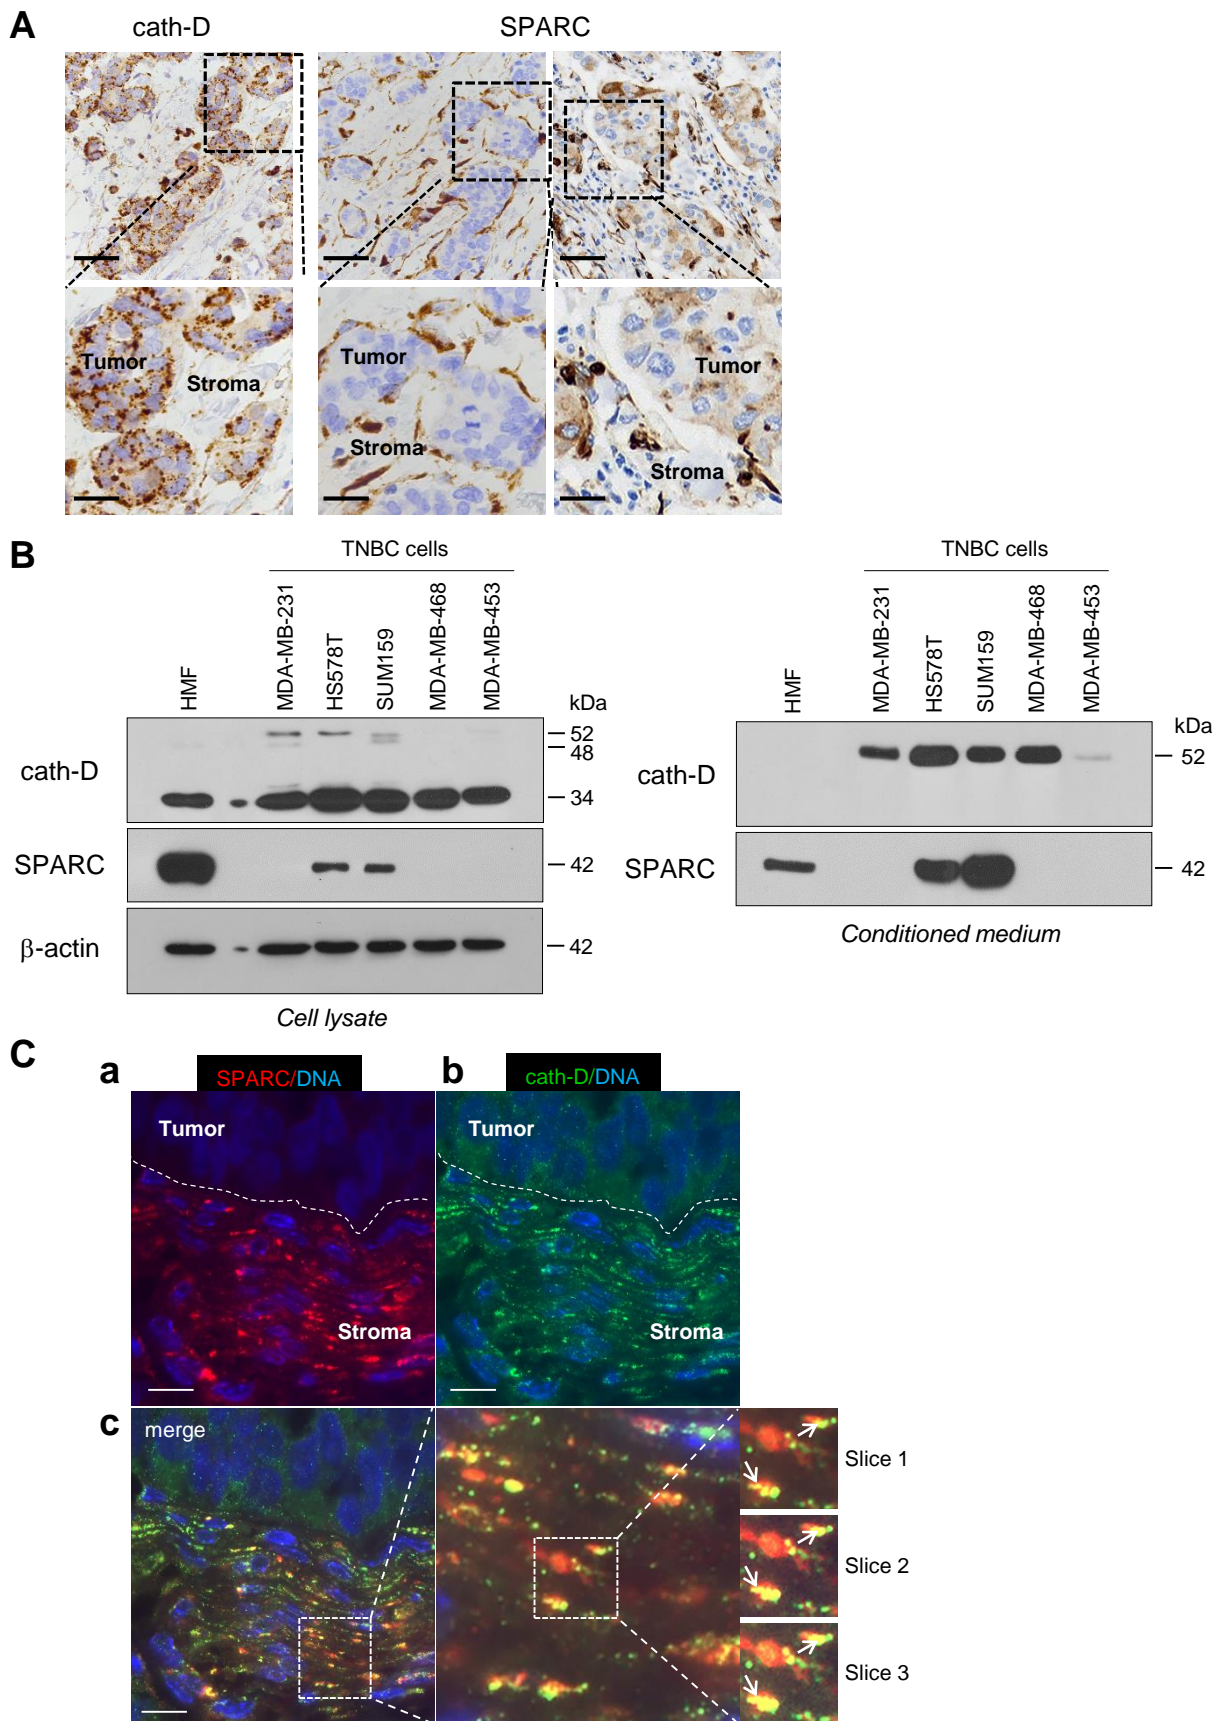 A
cath-D
SPARC
Tumor
Stroma
Tumor
Stroma
Tumor
Stroma
B
TNBC cells
HMF
MDA-MB-231
HS578T
SUM159
MDA-MB-468
MDA-MB-453
kDa
cath-D
52
48
34
SPARC
42
β-actin
42
Cell lysate
TNBC cells
HMF
MDA-MB-231
HS578T
SUM159
MDA-MB-468
MDA-MB-453
kDa
cath-D
52
SPARC
42
Conditioned medium
C
a
SPARC/DNA
b
cath-D/DNA
Tumor
Stroma
Tumor
Stroma
c
merge
Slice 1
Slice 2
Slice 3